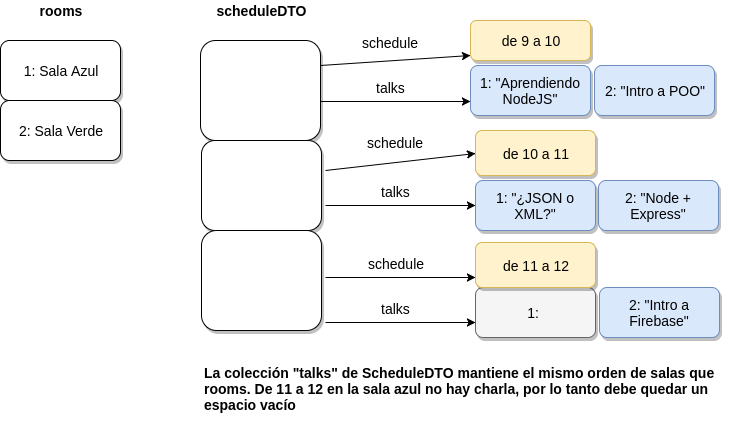 rooms
scheduleDTO
1: Sala Azul
2: Sala Verde
schedule
de 9 a 10
talks
1: "Aprendiendo
NodeJS"
2: "Intro a POO"
schedule
de 10 a 11
talks
1: "¿JSON o
XML?"
2: "Node +
Express"
schedule
de 11 a 12
talks
1:
2: "Intro a
Firebase"
La colección "talks" de ScheduleDTO mantiene el mismo orden de salas que
rooms. De 11 a 12 en la sala azul no hay charla, por lo tanto debe quedar un
espacio vacío